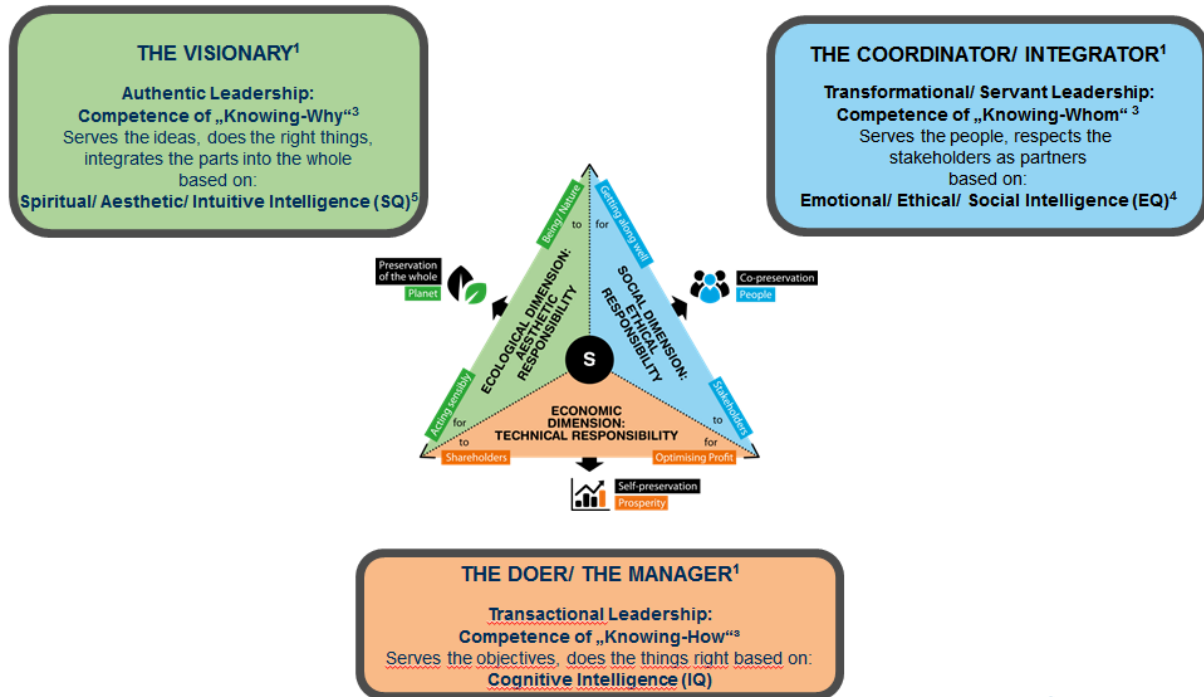 THE VISIONARY¹
Authentic Leadership:
Competence of „Knowing-Why“³
Serves the ideas, does the right things,
integrates the parts into the whole
based on:
Spiritual/ Aesthetic/ Intuitive Intelligence (SQ)⁵
THE COORDINATOR/ INTEGRATOR¹
Transformational/ Servant Leadership:
Competence of „Knowing-Whom“ ³
Serves the people, respects the
stakeholders as partners
based on:
Emotional/ Ethical/ Social Intelligence (EQ)⁴
Preservation
of the whole
Planet
Being / Nature
to
ECOLOGICAL DIMENSION:
AESTHETIC
RESPONSIBILITY
Acting sensibly
for
for
Getting along well
SOCIAL DIMENSION:
ETHICAL
RESPONSIBILITY
Stakeholders
to
Co-preservation
People
S
ECONOMIC
DIMENSION:
TECHNICAL RESPONSIBILITY
to
for
Shareholders
Optimising Profit
Self-preservation
Prosperity
THE DOER/ THE MANAGER¹
Transactional Leadership:
Competence of „Knowing-How“³
Serves the objectives, does the things right based on:
Cognitive Intelligence (IQ)